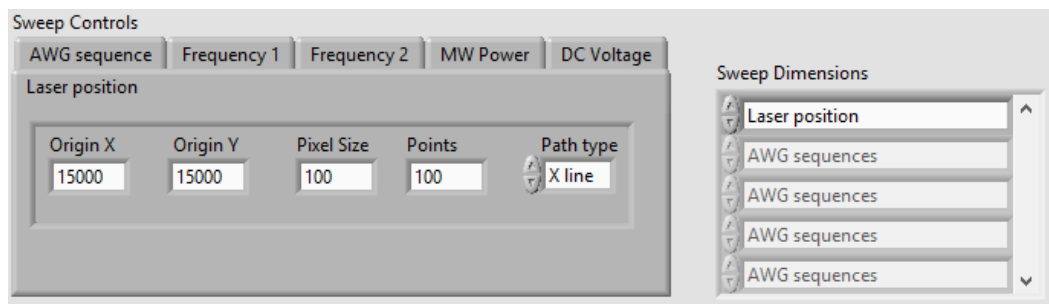 Sweep Controls
AWG sequence Frequency 1 Frequency 2 MW Power DC Voltage
Laser position
Origin X Origin Y Pixel Size Points Path type
15000 15000 100 100 X line
Sweep Dimensions
Laser position
AWG sequences
AWG sequences
AWG sequences
AWG sequences